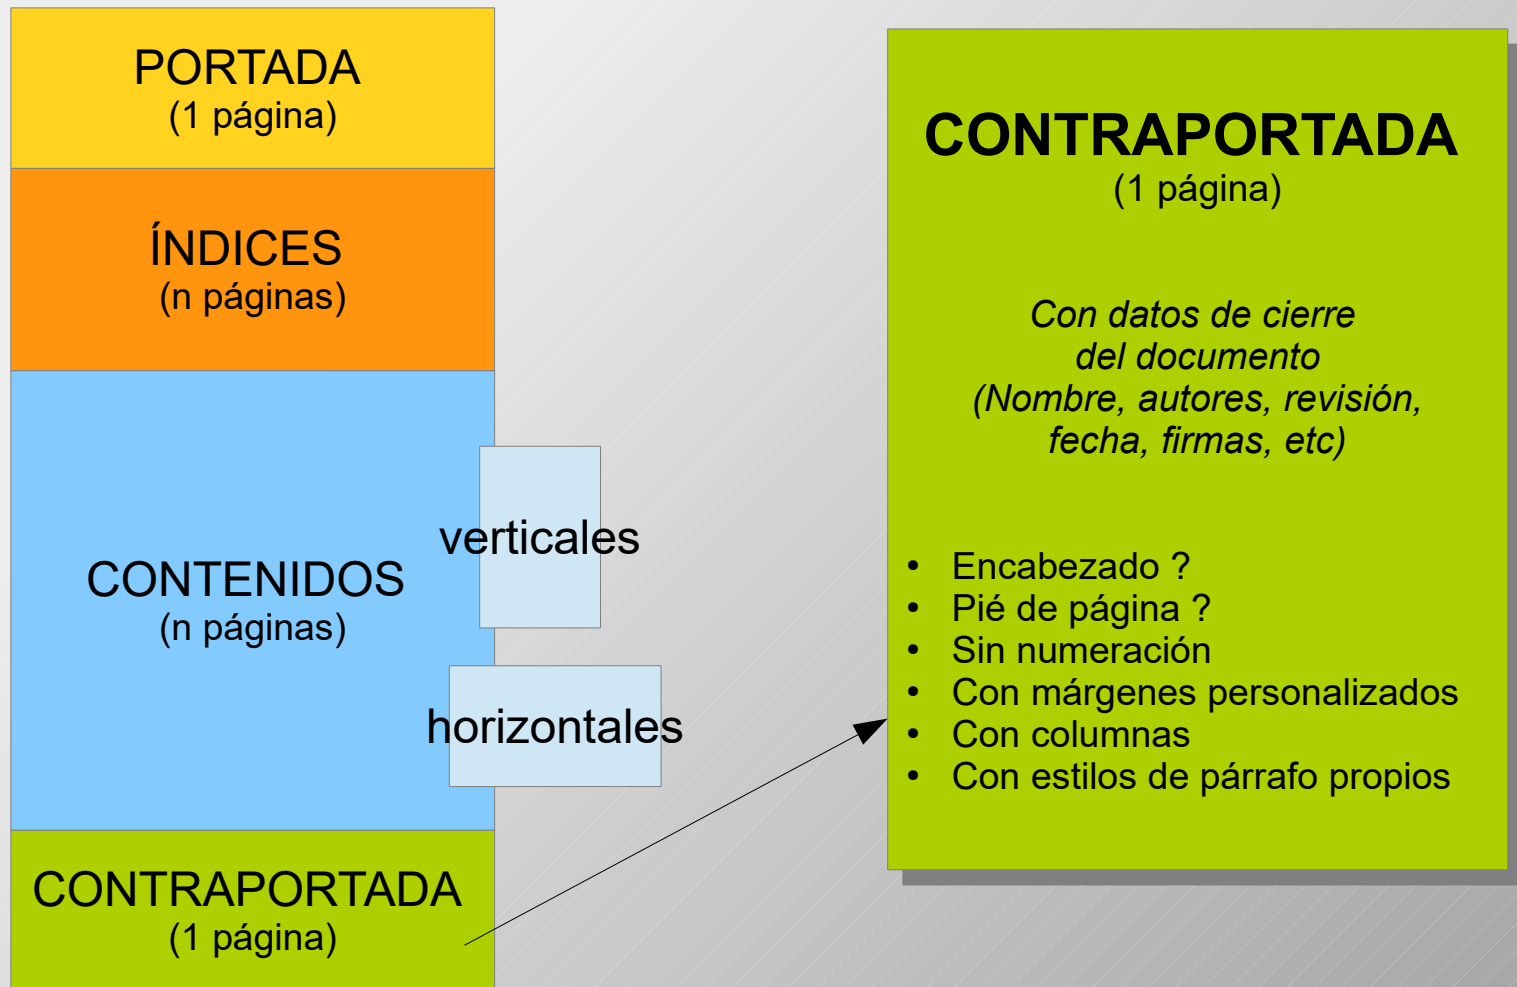 PORTADA
(1 página)
ÍNDICES
(n páginas)
CONTENIDOS
(n páginas)
verticales
horizontales
CONTRAPORTADA
(1 página)
CONTRAPORTADA
(1 página)
Con datos de cierre
del documento
(Nombre, autores, revisión,
fecha, firmas, etc)
• Encabezado ?
• Pié de página ?
• Sin numeración
• Con márgenes personalizados
• Con columnas
• Con estilos de párrafo propios